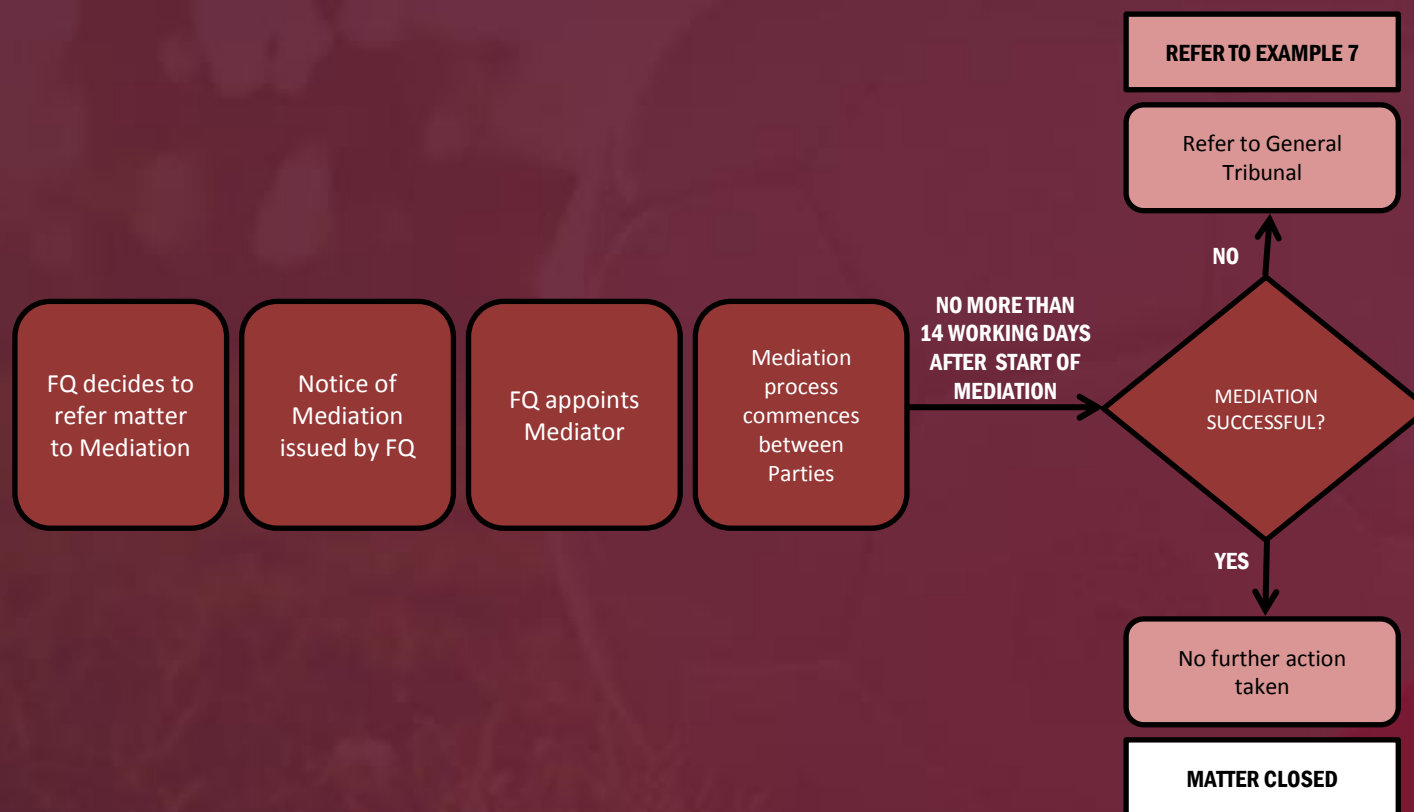 REFER TO EXAMPLE 7
Refer to General
Tribunal
NO
FQ decides to
refer matter
to Mediation
Notice of
Mediation
issued by FQ
FQ appoints
Mediator
Mediation
process
commences
between
Parties
NO MORE THAN
14 WORKING DAYS
AFTER START OF
MEDIATION
MEDIATION
SUCCESSFUL?
YES
No further action
taken
MATTER CLOSED